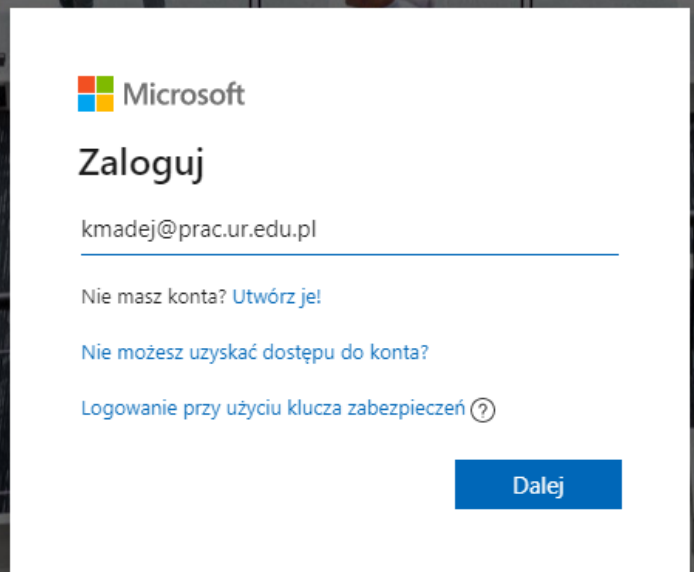 Microsoft
Zaloguj
kmadej@prac.ur.edu.pl
Nie masz konta? Utwórz je!
Nie możesz uzyskać dostępu do konta?
Logowanie przy użyciu klucza zabezpieczeń ?
Dalej